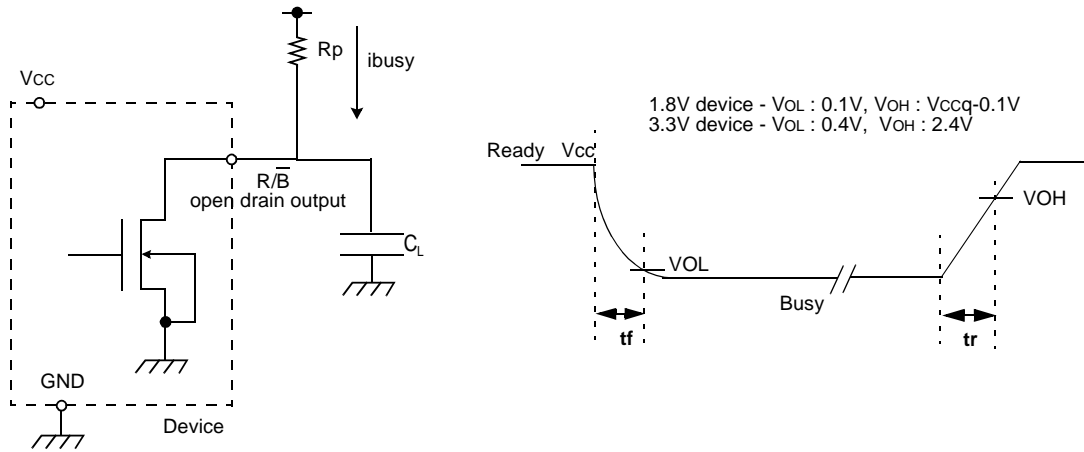 Rp
ibusy
VCC
R/B̅
open drain output
CL
GND
Device
1.8V device - VOL : 0.1V, VOH : VCCq-0.1V
3.3V device - VOL : 0.4V, VOH : 2.4V
Ready Vcc
VOH
VOL
Busy
tf
tr